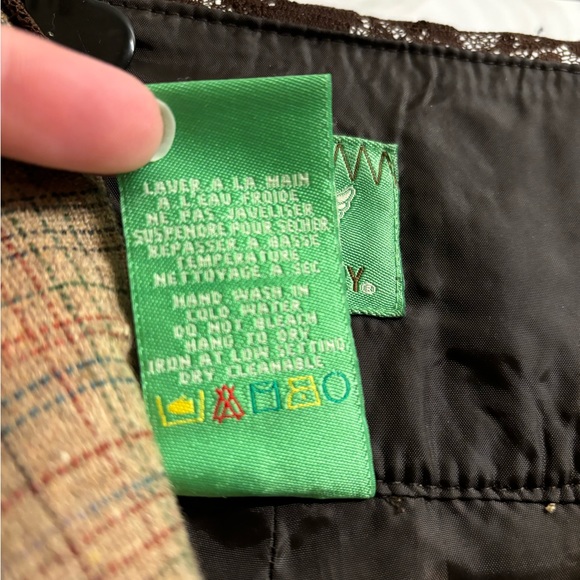 LAVER A LA MAIN
A L'EAU FROIDE
NE PAS JAVELISER
SUSPENDRE POUR SECHER
REPASSER A BASSE
TEMPERATURE
NETTOYAGE A SEC
HAND WASH IN
COLD WATER
DO NOT BLEACH
HANG TO DRY
IRON AT LOW SETTING
DRY CLEANABLE
Y®